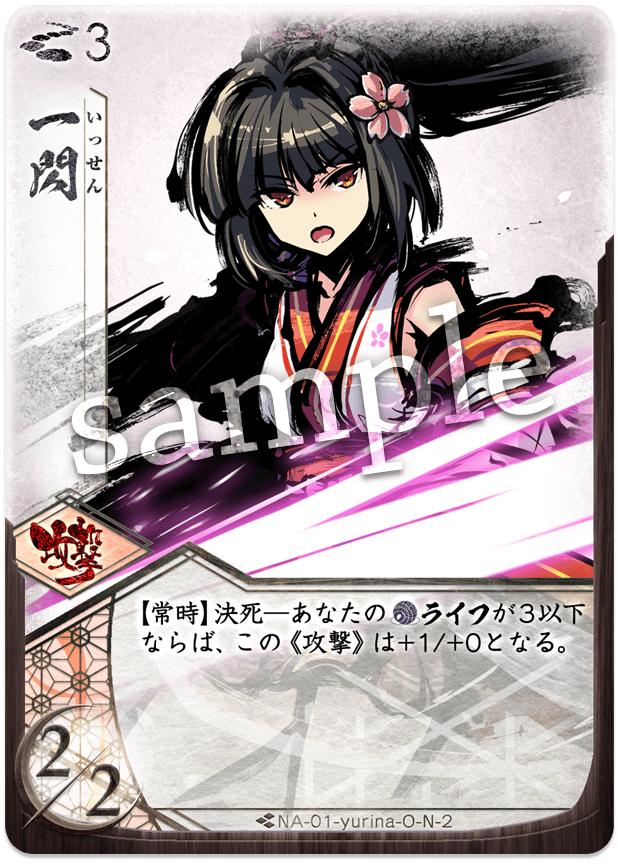 3
一閃
いっせん
sample
攻撃
【常時】決死―あなたのライフが3以下
ならば、この《攻撃》は+1/+0となる。
2/2
NA-01-yurina-O-N-2